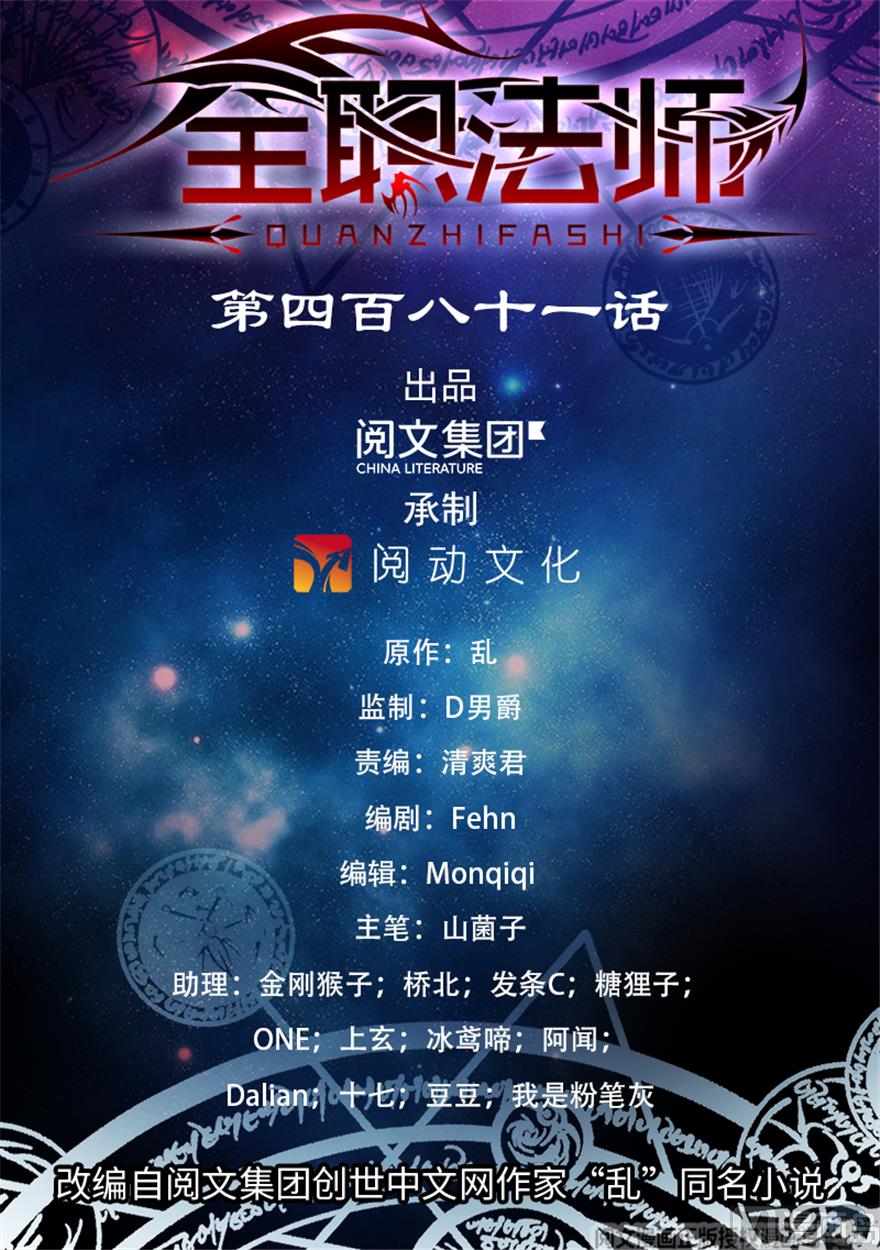 全职法师
QUANZHIFASHI
第四百八十一话
出品
阅文集团
CHINA LITERATURE
承制
阅动文化
原作：乱
监制：D男爵
责编：清爽君
编剧：Fehn
编辑：Monqiqi
主笔：山菌子
助理：金刚猴子；桥北；发条C；糖狸子；
ONE；上玄；冰鸢啼；阿闻；
Dalian；十七；豆豆；我是粉笔灰
改编自阅文集团创世中文网作家“乱”同名小说